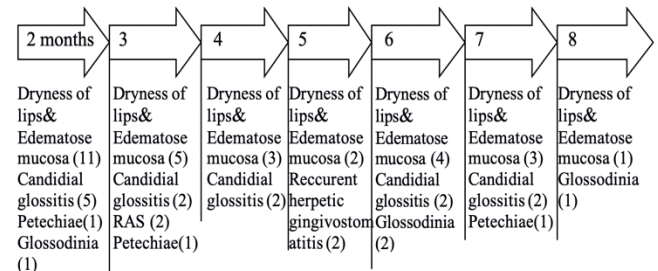 2 months
3
4
5
6
7
8
Dryness of
lips&
Edematose
mucosa (11)
Candidial
glossitis (5)
Petechiae(1)
Glossodinia
(1)
Dryness of
lips&
Edematose
mucosa (5)
Candidial
glossitis (2)
RAS (2)
Petechiae(1)
Dryness of
lips&
Edematose
mucosa (3)
Candidial
glossitis (2)
Dryness of
lips&
Edematose
mucosa (2)
Reccurent
herpetic
gingivostom
atitis (2)
Dryness of
lips&
Edematose
mucosa (4)
Candidial
glossitis (2)
Glossodinia
(2)
Dryness of
lips&
Edematose
mucosa (3)
Candidial
glossitis (2)
Petechiae(1)
Dryness of
lips&
Edematose
mucosa (1)
Glossodinia
(1)